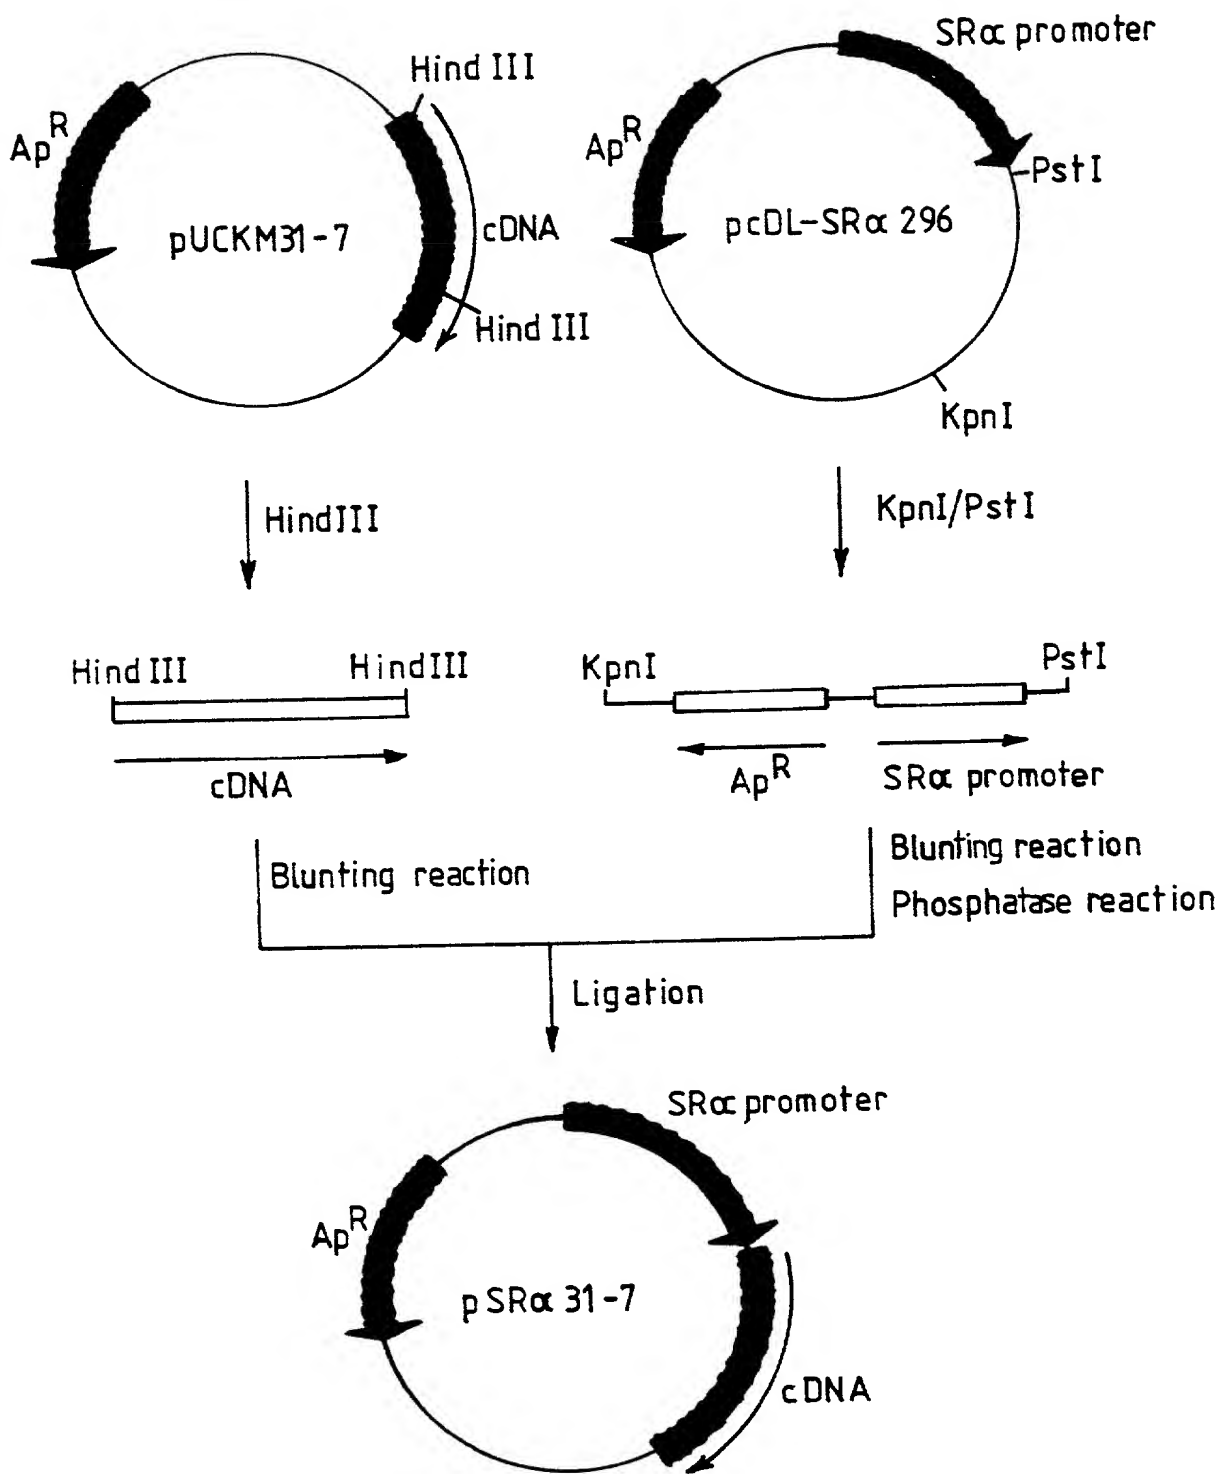 SRα promoter
Hind III
Ap^R
Ap^R
PstI
pUCKM31-7
cDNA
pcDL-SRα 296
Hind III
KpnI
HindIII
KpnI/PstI
Hind III
HindIII
KpnI
PstI
cDNA
Ap^R
SRα promoter
Blunting reaction
Blunting reaction
Phosphatase reaction
Ligation
SRα promoter
Ap^R
pSRα 31-7
cDNA